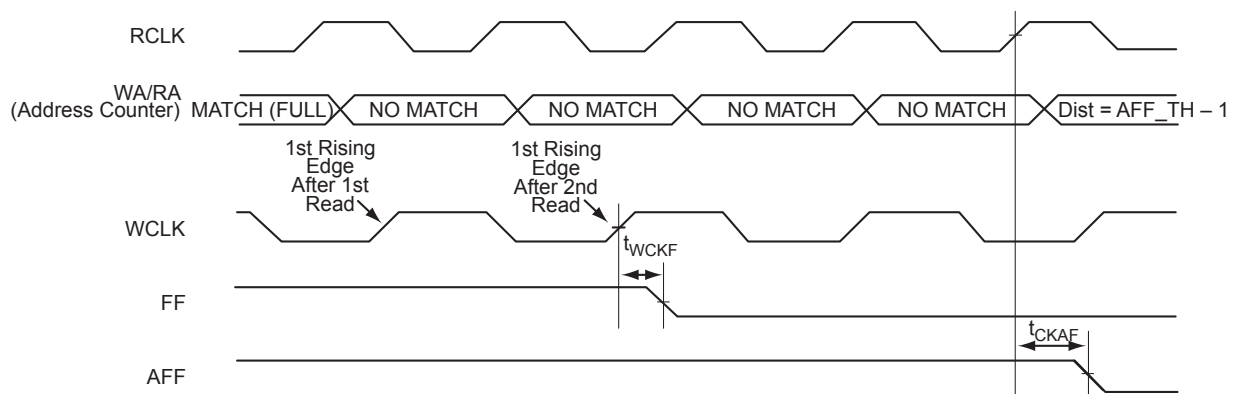 RCLK
WA/RA
(Address Counter)
MATCH (FULL)
NO MATCH
NO MATCH
NO MATCH
NO MATCH
Dist = AFF_TH – 1
1st Rising
Edge
After 1st
Read
1st Rising
Edge
After 2nd
Read
WCLK
tWCKF
FF
tCKAF
AFF